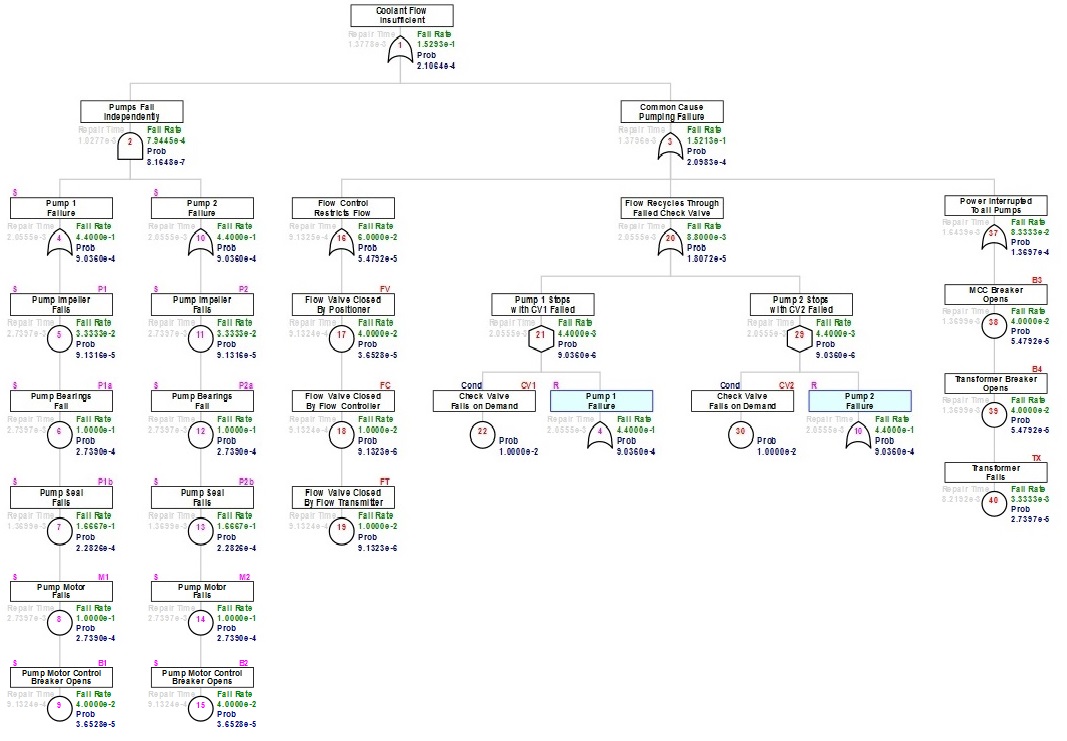 Coolant Flow
Insufficient
Repair Time
1.3778e-3
1
Fail Rate
1.5293e-1
Prob
2.1064e-4
Pumps Fail
Independently
Repair Time
1.0277e-3
2
Fail Rate
7.9445e-4
Prob
8.1648e-7
Common Cause
Pumping Failure
Repair Time
1.3796e-3
3
Fail Rate
1.5213e-1
Prob
2.0983e-4
S
Pump 1
Failure
Repair Time
2.0555e-3
4
Fail Rate
4.4000e-1
Prob
9.0360e-4
S
Pump 2
Failure
Repair Time
2.0555e-3
10
Fail Rate
4.4000e-1
Prob
9.0360e-4
Flow Control
Restricts Flow
Repair Time
9.1325e-4
16
Fail Rate
6.0000e-2
Prob
5.4792e-5
Flow Recycles Through
Failed Check Valve
Repair Time
2.0555e-3
20
Fail Rate
8.8000e-3
Prob
1.8072e-5
Power Interrupted
To all Pumps
Repair Time
1.6439e-3
37
Fail Rate
8.3333e-2
Prob
1.3697e-4
S P1
Pump Impeller
Fails
Repair Time
2.7397e-3
5
Fail Rate
3.3333e-2
Prob
9.1316e-5
S P2
Pump Impeller
Fails
Repair Time
2.7397e-3
11
Fail Rate
3.3333e-2
Prob
9.1316e-5
FV
Flow Valve Closed
By Positioner
Repair Time
9.1324e-4
17
Fail Rate
4.0000e-2
Prob
3.6528e-5
Pump 1 Stops
with CV1 Failed
Repair Time
2.0555e-3
21
Fail Rate
4.4000e-3
Prob
9.0360e-6
Pump 2 Stops
with CV2 Failed
Repair Time
2.0555e-3
29
Fail Rate
4.4000e-3
Prob
9.0360e-6
B3
MCC Breaker
Opens
Repair Time
1.3699e-3
38
Fail Rate
4.0000e-2
Prob
5.4792e-5
S P1a
Pump Bearings
Fail
Repair Time
2.7397e-3
6
Fail Rate
1.0000e-1
Prob
2.7390e-4
S P2a
Pump Bearings
Fail
Repair Time
2.7397e-3
12
Fail Rate
1.0000e-1
Prob
2.7390e-4
FC
Flow Valve Closed
By Flow Controller
Repair Time
9.1324e-4
18
Fail Rate
1.0000e-2
Prob
9.1323e-6
Cond CV1
Check Valve
Fails on Demand
22
Prob
1.0000e-2
R
Pump 1
Failure
Repair Time
2.0555e-3
4
Fail Rate
4.4000e-1
Prob
9.0360e-4
Cond CV2
Check Valve
Fails on Demand
30
Prob
1.0000e-2
R
Pump 2
Failure
Repair Time
2.0555e-3
10
Fail Rate
4.4000e-1
Prob
9.0360e-4
B4
Transformer Breaker
Opens
Repair Time
1.3699e-3
39
Fail Rate
4.0000e-2
Prob
5.4792e-5
S P1b
Pump Seal
Fails
Repair Time
1.3699e-3
7
Fail Rate
1.6667e-1
Prob
2.2826e-4
S P2b
Pump Seal
Fails
Repair Time
1.3699e-3
13
Fail Rate
1.6667e-1
Prob
2.2826e-4
FT
Flow Valve Closed
By Flow Transmitter
Repair Time
9.1324e-4
19
Fail Rate
1.0000e-2
Prob
9.1323e-6
TX
Transformer
Fails
Repair Time
8.2192e-3
40
Fail Rate
3.3333e-3
Prob
2.7397e-5
S M1
Pump Motor
Fails
Repair Time
2.7397e-3
8
Fail Rate
1.0000e-1
Prob
2.7390e-4
S M2
Pump Motor
Fails
Repair Time
2.7397e-3
14
Fail Rate
1.0000e-1
Prob
2.7390e-4
S B1
Pump Motor Control
Breaker Opens
Repair Time
9.1324e-4
9
Fail Rate
4.0000e-2
Prob
3.6528e-5
S B2
Pump Motor Control
Breaker Opens
Repair Time
9.1324e-4
15
Fail Rate
4.0000e-2
Prob
3.6528e-5